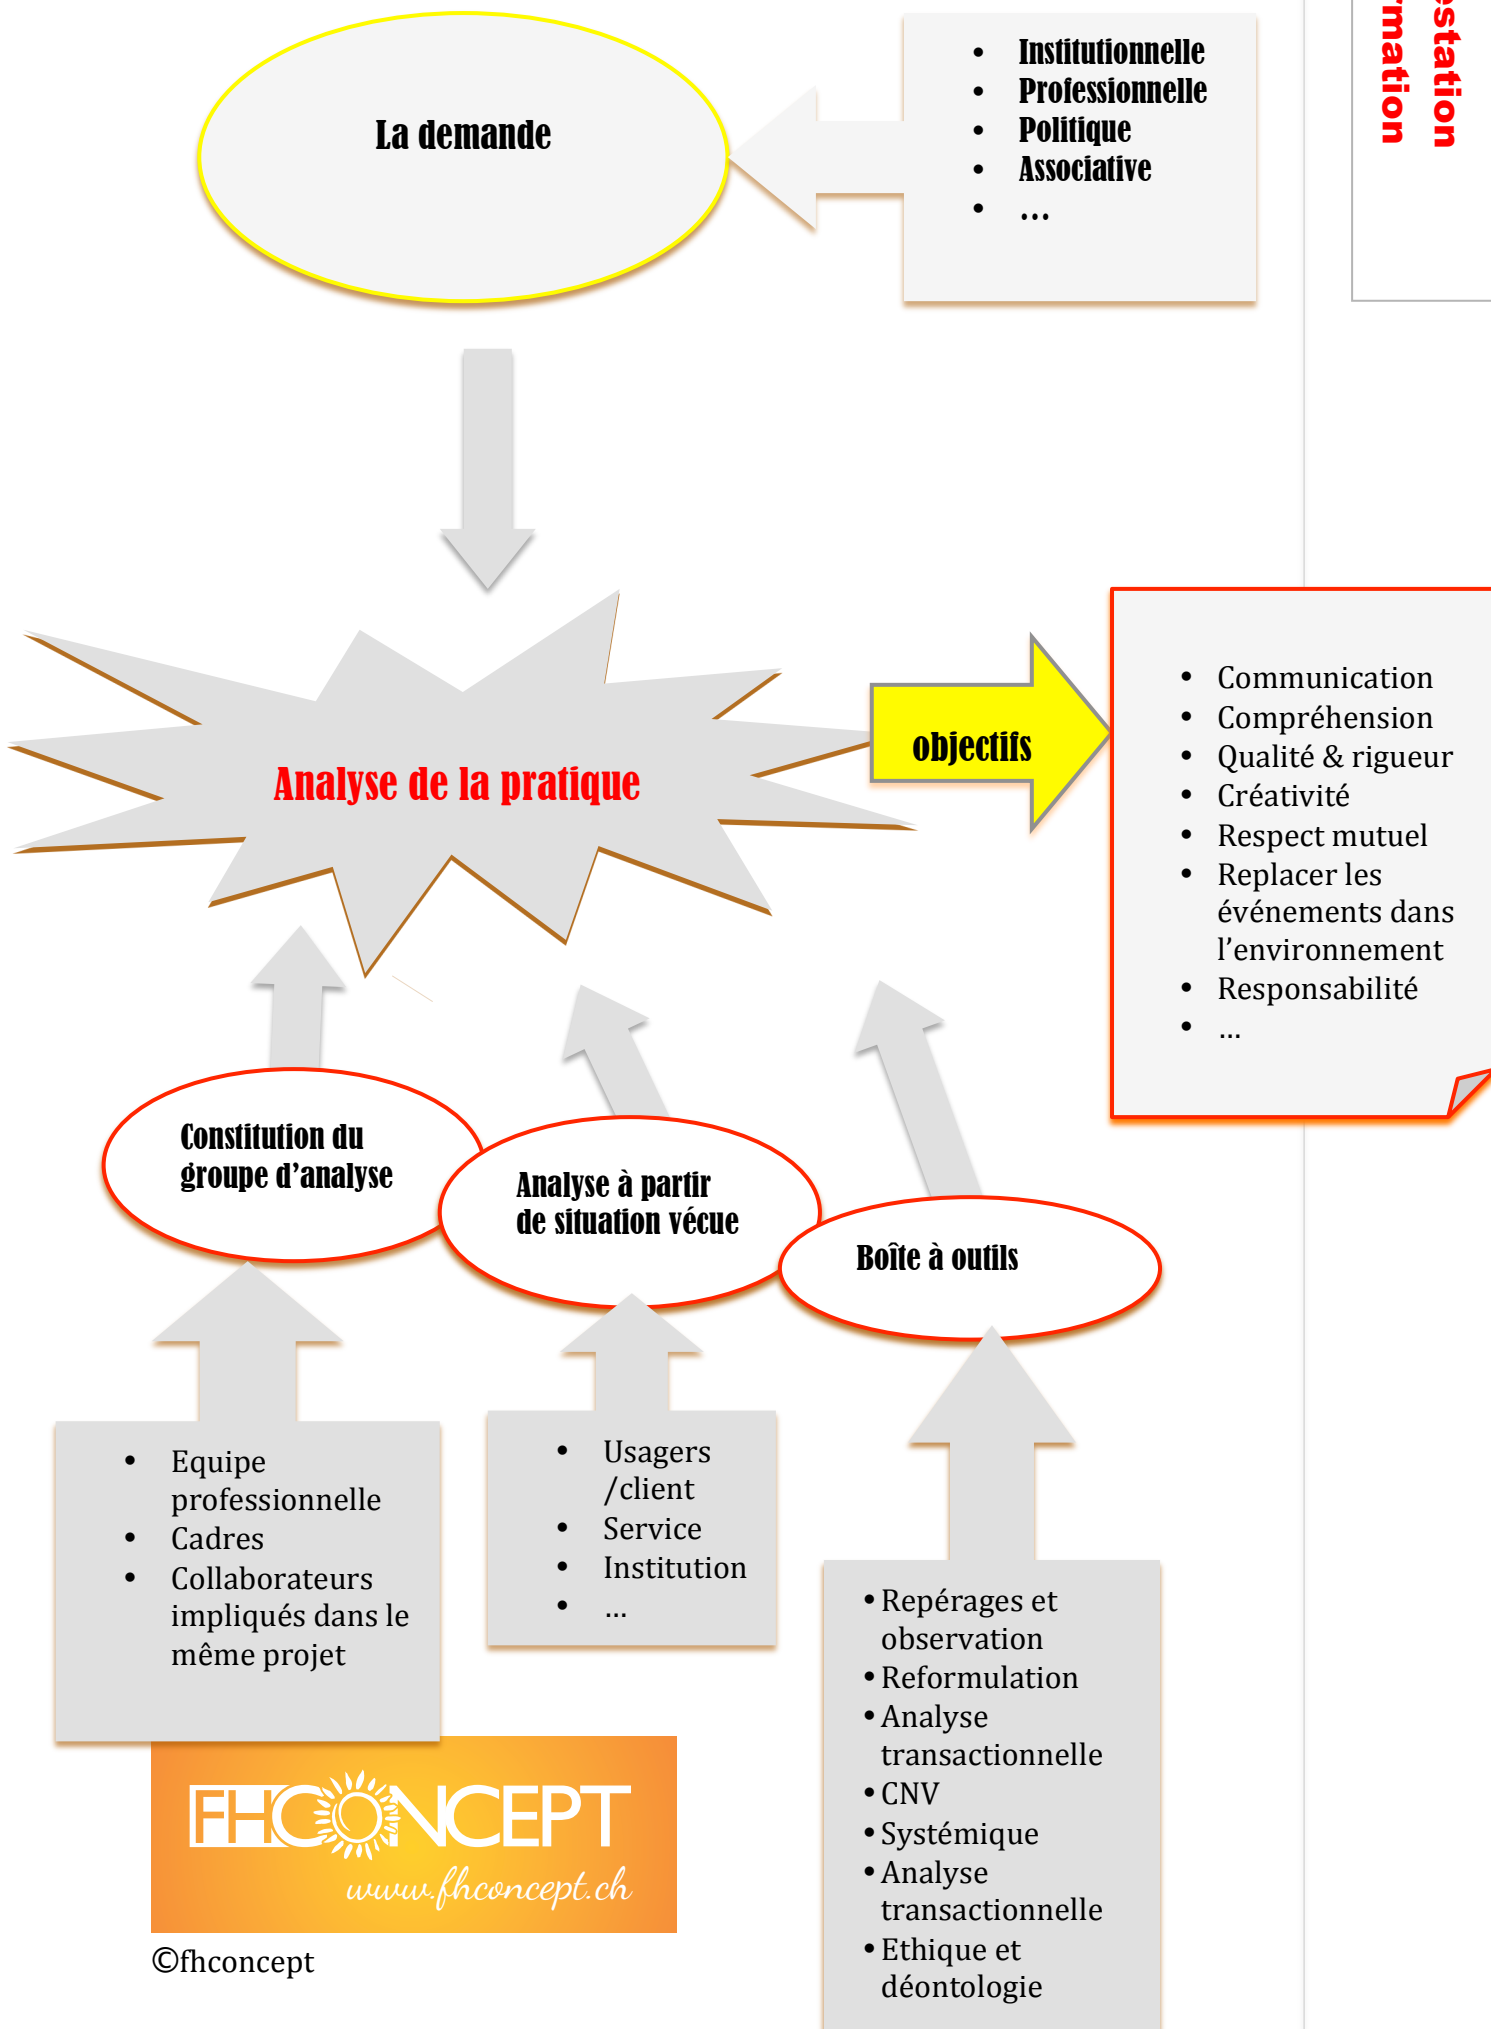 La demande
• Institutionnelle
• Professionnelle
• Politique
• Associative
• ...
Analyse de la pratique
objectifs
• Communication
• Compréhension
• Qualité & rigueur
• Créativité
• Respect mutuel
• Replacer les
événements dans
l’environnement
• Responsabilité
• ...
Constitution du
groupe d’analyse
Analyse à partir
de situation vécue
Boîte à outils
• Equipe
professionnelle
• Cadres
• Collaborateurs
impliqués dans le
même projet
• Usagers
/client
• Service
• Institution
• ...
• Repérages et
observation
• Reformulation
• Analyse
transactionnelle
• CNV
• Systémique
• Analyse
transactionnelle
• Ethique et
déontologie
FHCONCEPT
www.fhconcept.ch
©fhconcept